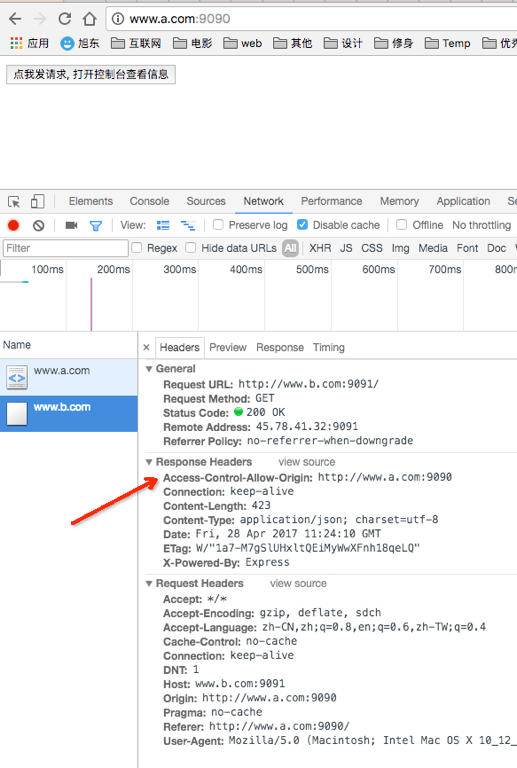 www.a.com:9090
应用 旭东 互联网 电影 web 其他 设计 修身 Temp 优秀
点我发请求, 打开控制台查看信息
Elements Console Sources Network Performance Memory Application Se
View: Preserve log Disable cache Offline No throttling
Filter Regex Hide data URLs All XHR JS CSS Img Media Font Doc W
100ms 200ms 300ms 400ms 500ms 600ms 700ms 800m
Name × Headers Preview Response Timing
www.a.com
www.b.com
General
Request URL: http://www.b.com:9091/
Request Method: GET
Status Code: 200 OK
Remote Address: 45.78.41.32:9091
Referrer Policy: no-referrer-when-downgrade
Response Headers view source
Access-Control-Allow-Origin: http://www.a.com:9090
Connection: keep-alive
Content-Length: 423
Content-Type: application/json; charset=utf-8
Date: Fri, 28 Apr 2017 11:24:10 GMT
ETag: W/"1a7-M7gSlUHxltQEiMyWwXFnh18qeLQ"
X-Powered-By: Express
Request Headers view source
Accept: */*
Accept-Encoding: gzip, deflate, sdch
Accept-Language: zh-CN,zh;q=0.8,en;q=0.6,zh-TW;q=0.4
Cache-Control: no-cache
Connection: keep-alive
DNT: 1
Host: www.b.com:9091
Origin: http://www.a.com:9090
Pragma: no-cache
Referer: http://www.a.com:9090/
User-Agent: Mozilla/5.0 (Macintosh; Intel Mac OS X 10_12_